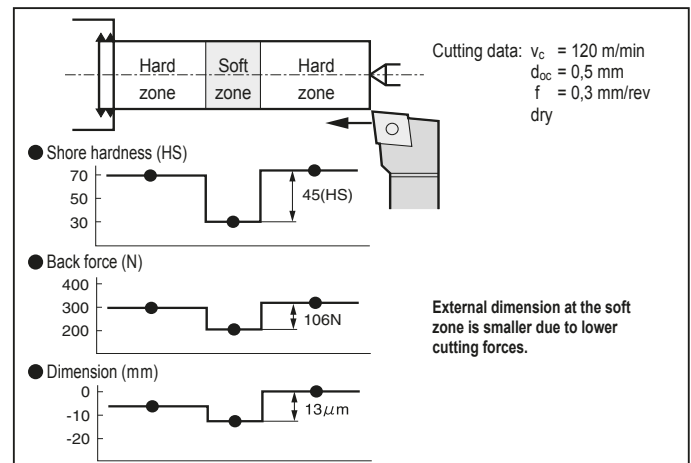 Hard zone
Soft zone
Hard zone
Cutting data: vc = 120 m/min
doc = 0,5 mm
f = 0,3 mm/rev
dry
● Shore hardness (HS)
70
50
30
45(HS)
● Back force (N)
400
300
200
106N
External dimension at the soft
zone is smaller due to lower
cutting forces.
● Dimension (mm)
0
-10
-20
13μm